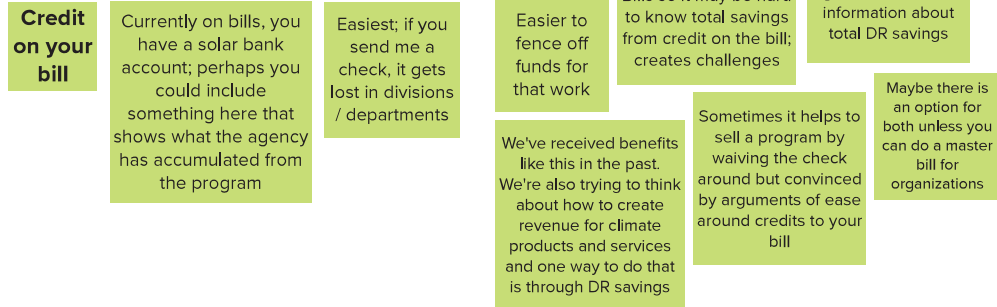 Credit
on your
bill
Currently on bills, you
have a solar bank
account; perhaps you
could include
something here that
shows what the agency
has accumulated from
the program
Easiest; if you
send me a
check, it gets
lost in divisions
/ departments
Easier to
fence off
funds for
that work
to know total savings
from credit on the bill;
creates challenges
information about
total DR savings
We've received benefits
like this in the past.
We're also trying to think
about how to create
revenue for climate
products and services
and one way to do that
is through DR savings
Sometimes it helps to
sell a program by
waiving the check
around but convinced
by arguments of ease
around credits to your
bill
Maybe there is
an option for
both unless you
can do a master
bill for
organizations